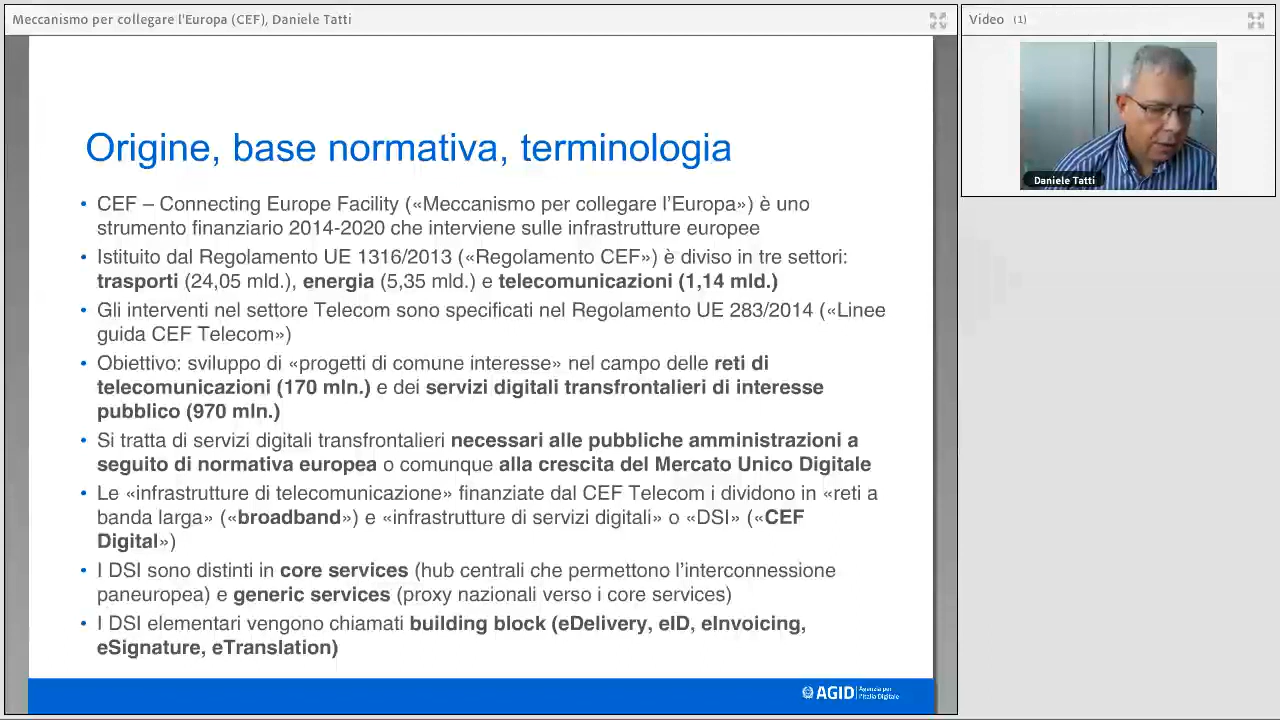 Meccanismo per collegare l'Europa (CEF), Daniele Tatti
Video (1)
Daniele Tatti
Origine, base normativa, terminologia
• CEF – Connecting Europe Facility («Meccanismo per collegare l'Europa») è uno
strumento finanziario 2014-2020 che interviene sulle infrastrutture europee
• Istituito dal Regolamento UE 1316/2013 («Regolamento CEF») è diviso in tre settori:
trasporti (24,05 mld.), energia (5,35 mld.) e telecomunicazioni (1,14 mld.)
• Gli interventi nel settore Telecom sono specificati nel Regolamento UE 283/2014 («Linee
guida CEF Telecom»)
• Obiettivo: sviluppo di «progetti di comune interesse» nel campo delle reti di
telecomunicazioni (170 mln.) e dei servizi digitali transfrontalieri di interesse
pubblico (970 mln.)
• Si tratta di servizi digitali transfrontalieri necessari alle pubbliche amministrazioni a
seguito di normativa europea o comunque alla crescita del Mercato Unico Digitale
• Le «infrastrutture di telecomunicazione» finanziate dal CEF Telecom i dividono in «reti a
banda larga» («broadband») e «infrastrutture di servizi digitali» o «DSI» («CEF
Digital»)
• I DSI sono distinti in core services (hub centrali che permettono l'interconnessione
paneuropea) e generic services (proxy nazionali verso i core services)
• I DSI elementari vengono chiamati building block (eDelivery, eID, eInvoicing,
eSignature, eTranslation)
AGID Agenzia per
l'Italia Digitale